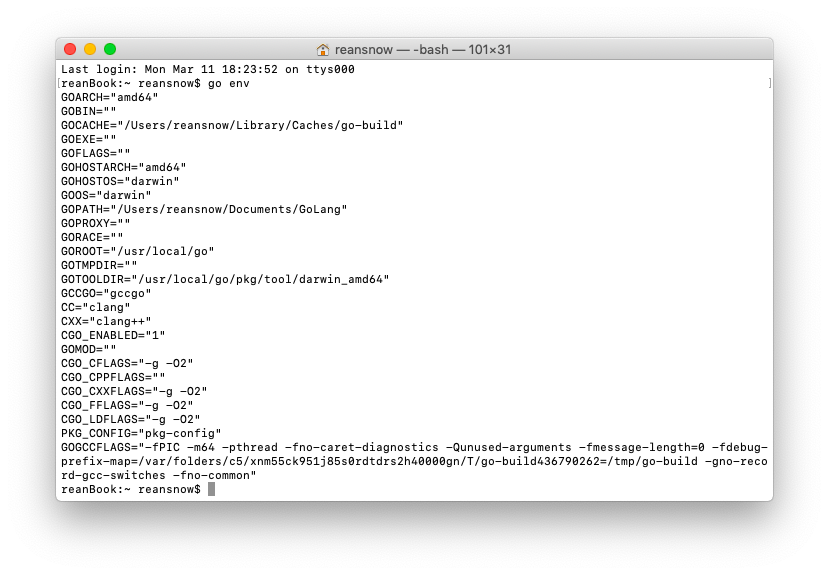 reansnow — -bash — 101×31
Last login: Mon Mar 11 18:23:52 on ttys000
[reanBook:~ reansnow$ go env ]
GOARCH="amd64"
GOBIN=""
GOCACHE="/Users/reansnow/Library/Caches/go-build"
GOEXE=""
GOFLAGS=""
GOHOSTARCH="amd64"
GOHOSTOS="darwin"
GOOS="darwin"
GOPATH="/Users/reansnow/Documents/GoLang"
GOPROXY=""
GORACE=""
GOROOT="/usr/local/go"
GOTMPDIR=""
GOTOOLDIR="/usr/local/go/pkg/tool/darwin_amd64"
GCCGO="gccgo"
CC="clang"
CXX="clang++"
CGO_ENABLED="1"
GOMOD=""
CGO_CFLAGS="-g -O2"
CGO_CPPFLAGS=""
CGO_CXXFLAGS="-g -O2"
CGO_FFLAGS="-g -O2"
CGO_LDFLAGS="-g -O2"
PKG_CONFIG="pkg-config"
GOGCCFLAGS="-fPIC -m64 -pthread -fno-caret-diagnostics -Qunused-arguments -fmessage-length=0 -fdebug-
prefix-map=/var/folders/c5/xnm55ck951j85s0rdtdrs2h40000gn/T/go-build436790262=/tmp/go-build -gno-reco
rd-gcc-switches -fno-common"
reanBook:~ reansnow$